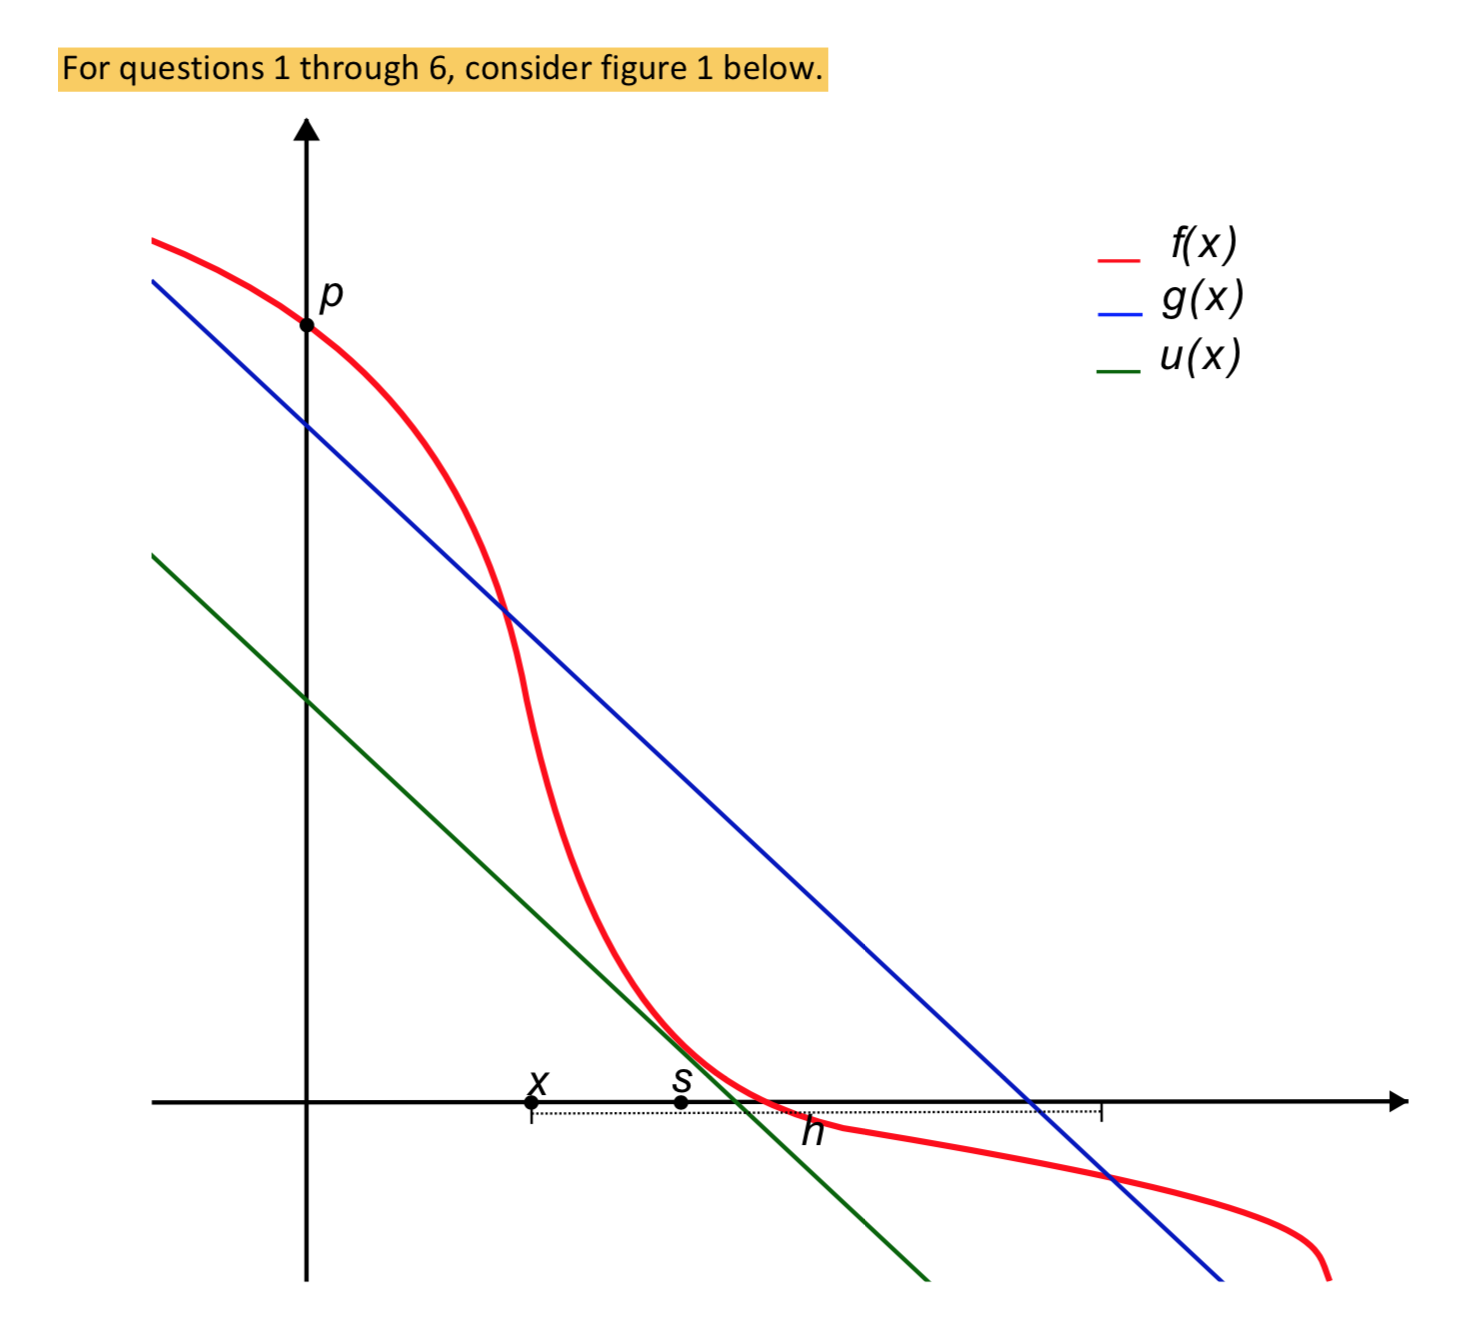 For questions 1 through 6, consider figure 1 below.
f(x)
p
g(x)
u(x)
x
s
h